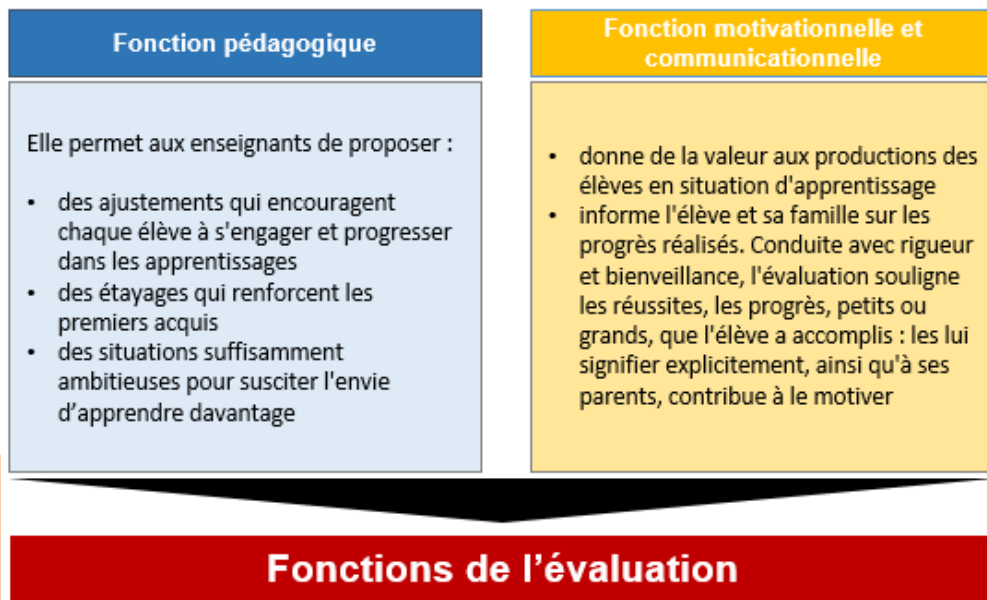 Fonction pédagogique
Elle permet aux enseignants de proposer :
• des ajustements qui encouragent
chaque élève à s'engager et progresser
dans les apprentissages
• des étayages qui renforcent les
premiers acquis
• des situations suffisamment
ambitieuses pour susciter l'envie
d’apprendre davantage
Fonction motivationnelle et
communicationnelle
• donne de la valeur aux productions des
élèves en situation d'apprentissage
• informe l'élève et sa famille sur les
progrès réalisés. Conduite avec rigueur
et bienveillance, l'évaluation souligne
les réussites, les progrès, petits ou
grands, que l'élève a accomplis : les lui
signifier explicitement, ainsi qu'à ses
parents, contribue à le motiver
Fonctions de l’évaluation